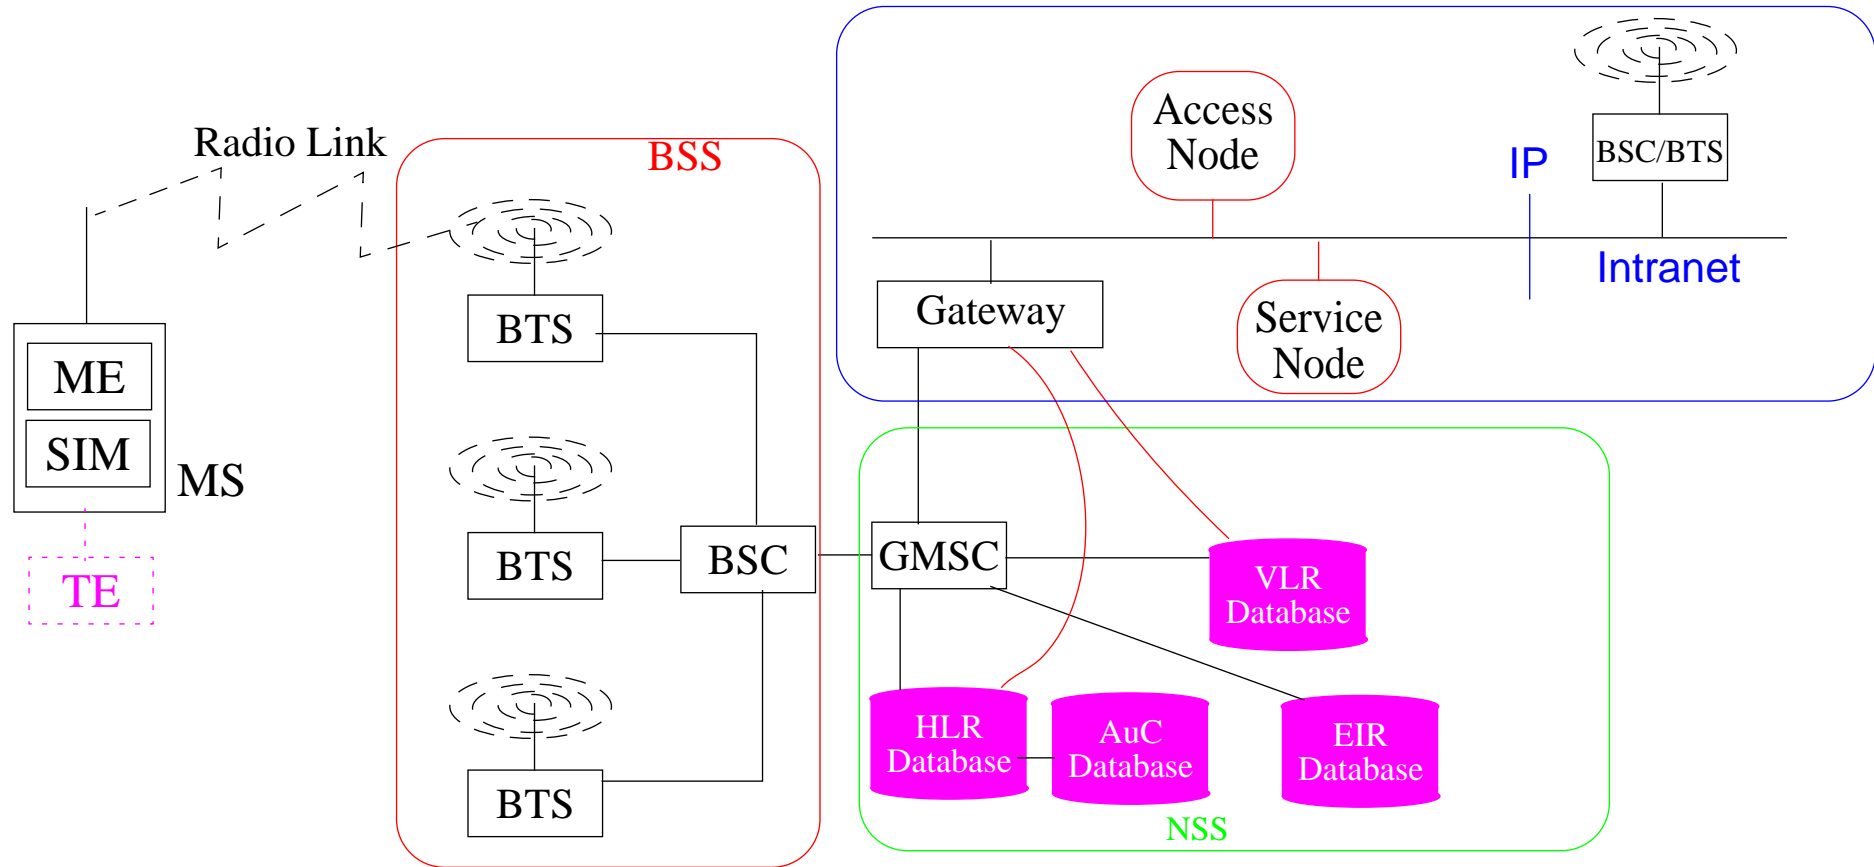 Radio Link
BSS
Access
Node
IP
BSC/BTS
Intranet
Gateway
Service
Node
BTS
ME
SIM
MS
TE
BTS
BSC
GMSC
VLR
Database
BTS
HLR
Database
AuC
Database
EIR
Database
NSS